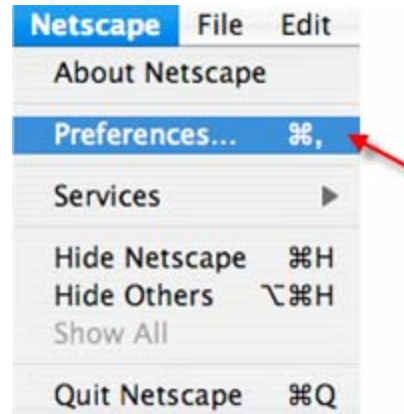 Netscape File Edit
About Netscape
Preferences... ⌘,
Services ▶
Hide Netscape ⌘H
Hide Others ⌥⌘H
Show All
Quit Netscape ⌘Q